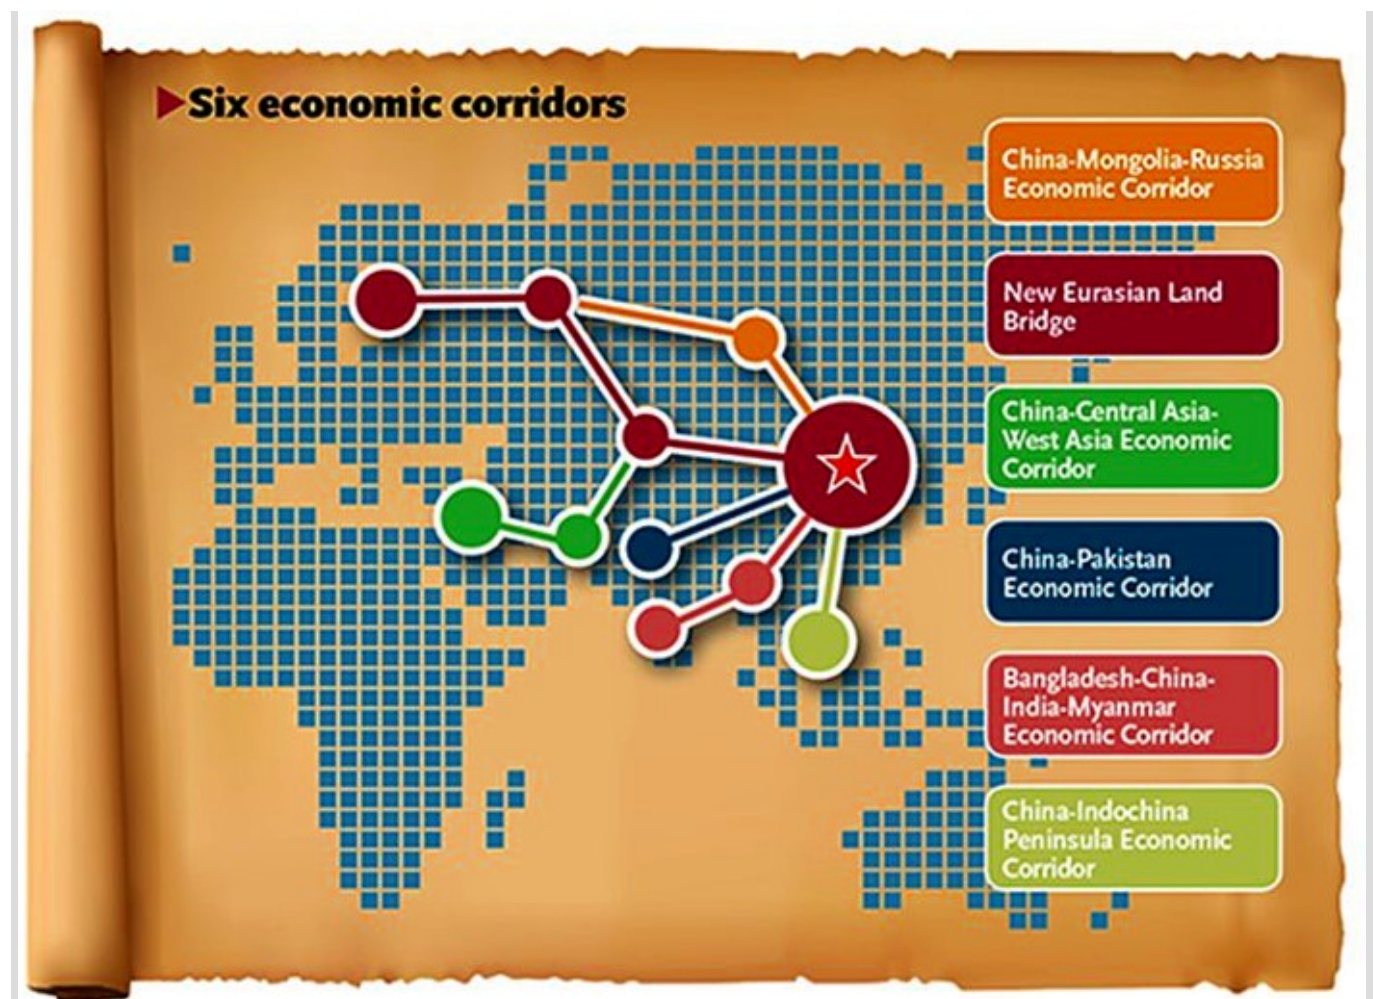 Six economic corridors
China-Mongolia-Russia
Economic Corridor
New Eurasian Land
Bridge
China-Central Asia-
West Asia Economic
Corridor
China-Pakistan
Economic Corridor
Bangladesh-China-
India-Myanmar
Economic Corridor
China-Indochina
Peninsula Economic
Corridor